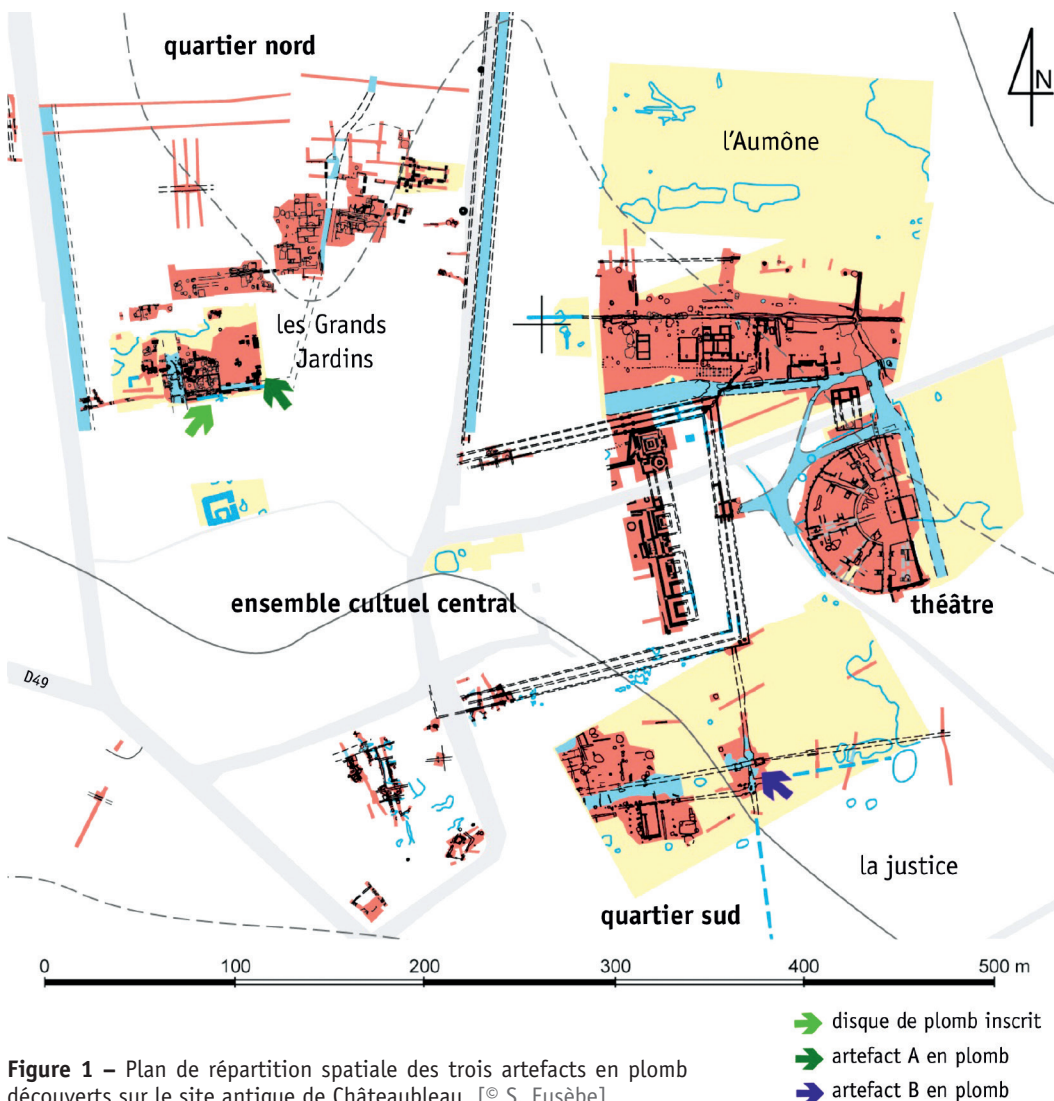 quartier nord
N
l'Aumône
les Grands
Jardins
ensemble cultuel central
théâtre
D49
la justice
quartier sud
0 100 200 300 400 500 m
disque de plomb inscrit
artefact A en plomb
artefact B en plomb
Figure 1 – Plan de répartition spatiale des trois artefacts en plomb
découverts sur le site antique de Châteaubleau [© S. Eusèbe]